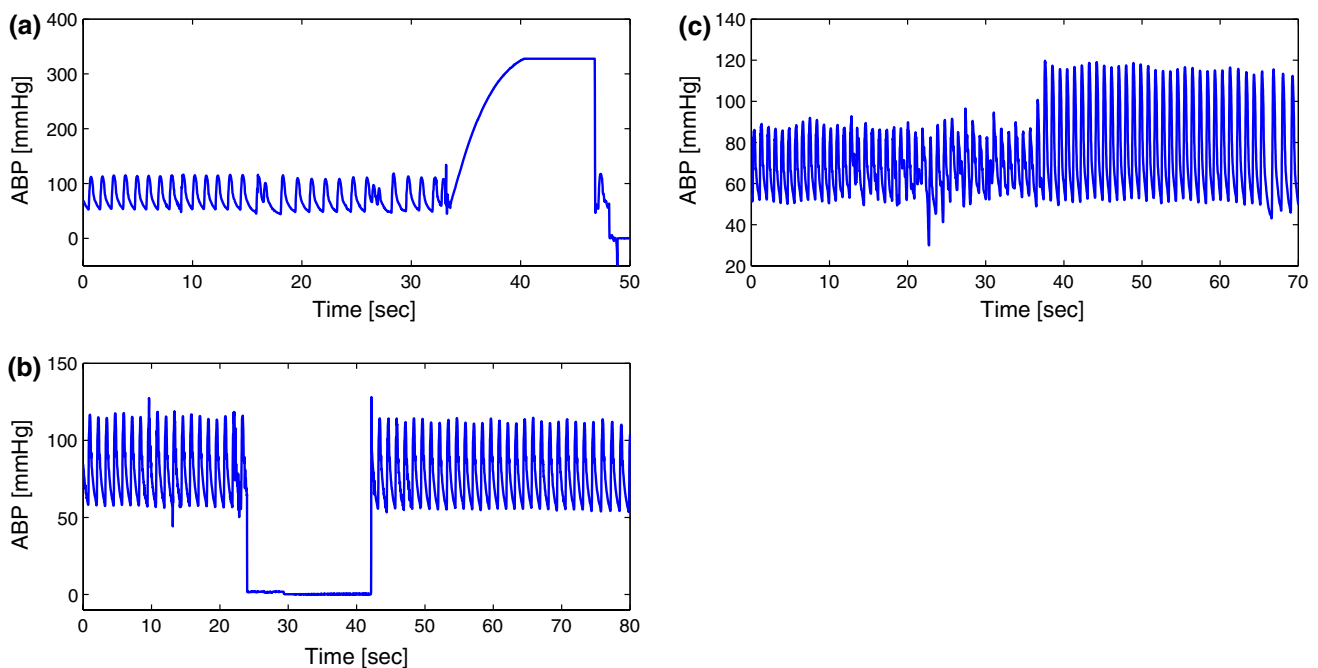 (a)
400
300
200
100
0
ABP [mmHg]
0 10 20 30 40 50
Time [sec]
(b)
150
100
50
0
ABP [mmHg]
0 10 20 30 40 50 60 70 80
Time [sec]
(c)
140
120
100
80
60
40
20
ABP [mmHg]
0 10 20 30 40 50 60 70
Time [sec]